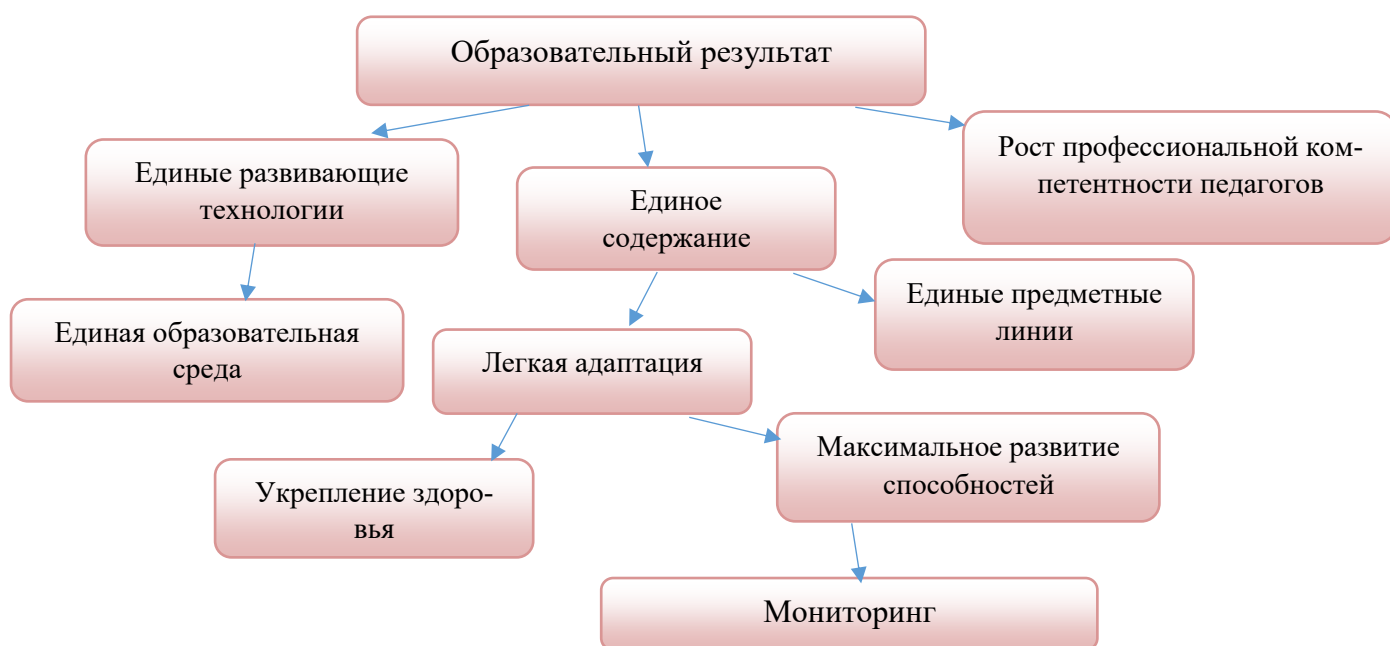 Образовательный результат
Единые развивающие
технологии
Единое
содержание
Рост профессиональной ком-
петентности педагогов
Единая образовательная
среда
Легкая адаптация
Единые предметные
линии
Укрепление здоро-
вья
Максимальное развитие
способностей
Мониторинг